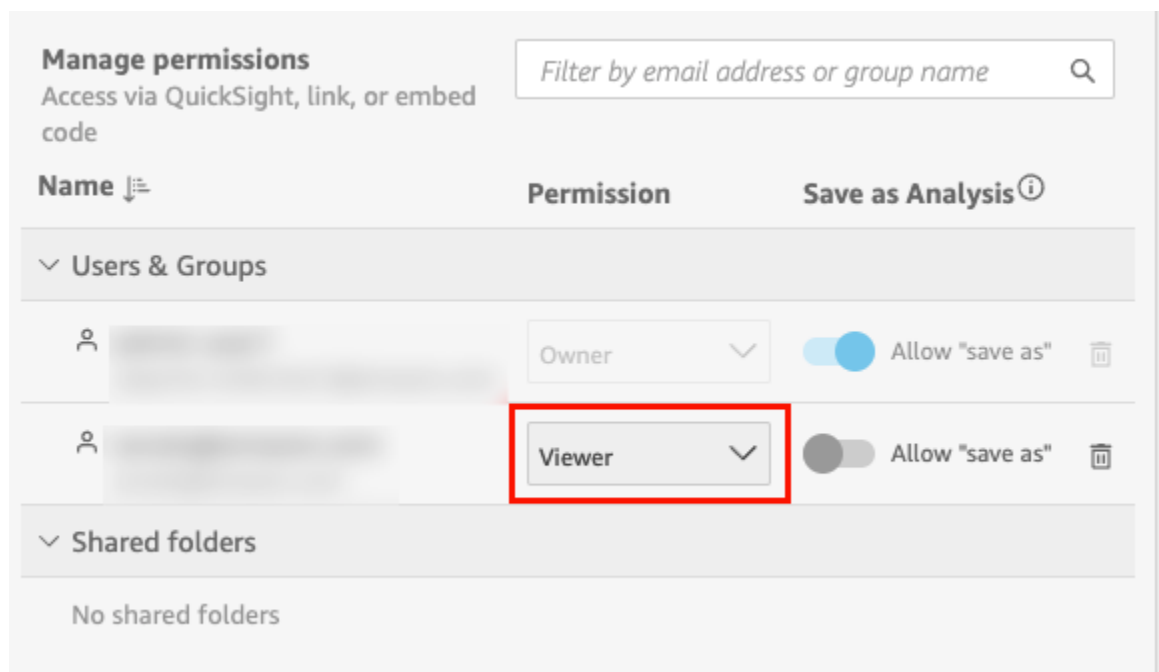 Manage permissions
Filter by email address or group name
Access via QuickSight, link, or embed
code
Name
Permission
Save as Analysis
Users & Groups
Owner
Allow "save as"
Viewer
Allow "save as"
Shared folders
No shared folders